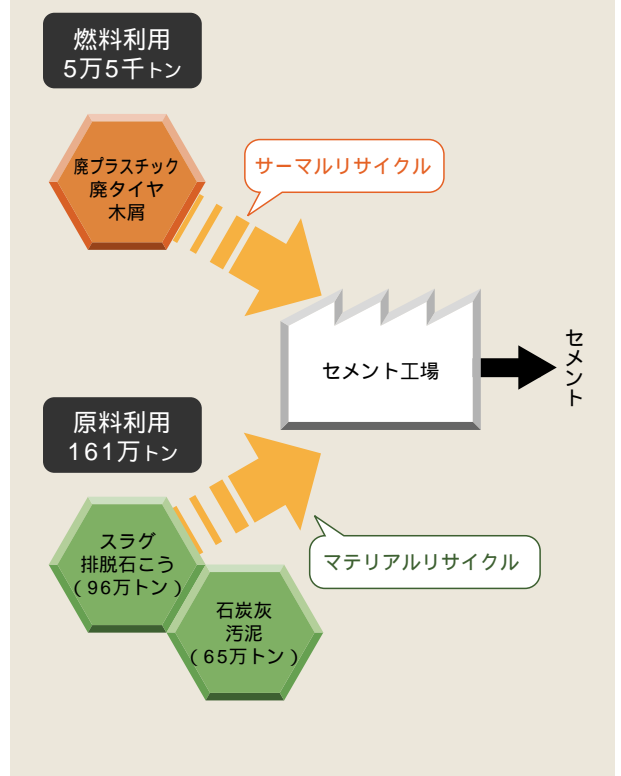 燃料利用
5万5千トン
廃プラスチック
廃タイヤ
木屑
サーマルリサイクル
セメント工場
セメント
原料利用
161万トン
スラグ
排脱石こう
(96万トン)
マテリアルリサイクル
石炭灰
汚泥
(65万トン)